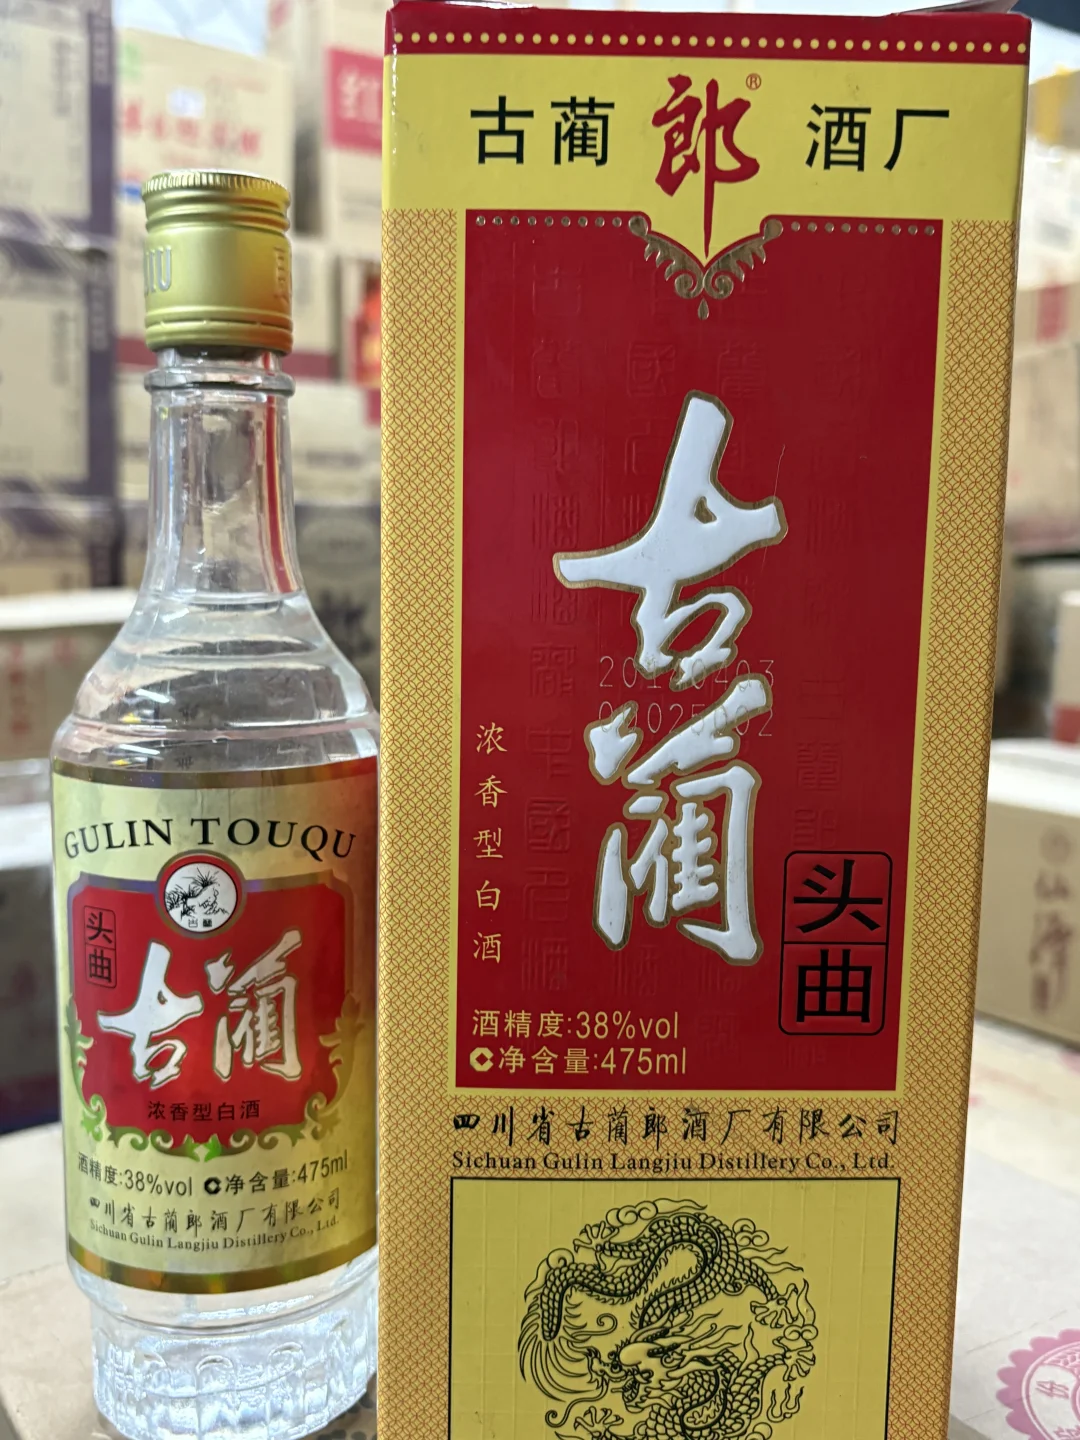 古蔺郎®酒厂
古蔺
浓香型白酒
头曲
酒精度:38%vol
净含量:475ml
四川省古蔺郎酒厂有限公司
Sichuan Gulin Langjiu Distillery Co., Ltd.
GULIN TOUQU
头曲
古蔺
浓香型白酒
酒精度:38%vol 净含量:475ml
四川省古蔺郎酒厂有限公司
Sichuan Gulin Langjiu Distillery Co., Ltd.